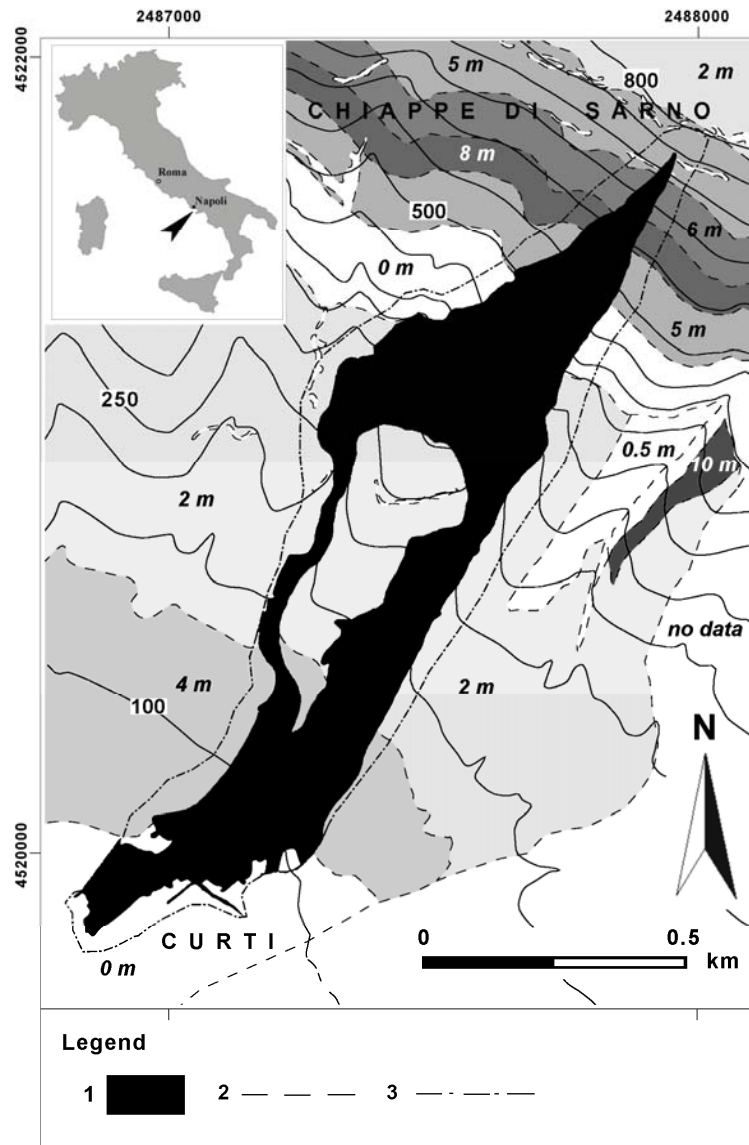 2487000 2488000
4522000
Roma
Napoli
5 m
800
2 m
CHIAPPE DI SARNO
8 m
500
6 m
0 m
5 m
250
0.5 m
10 m
2 m
no data
4 m
2 m
100
N
4520000
CURTI
0 m
0 0.5
km
Legend
1 2 3